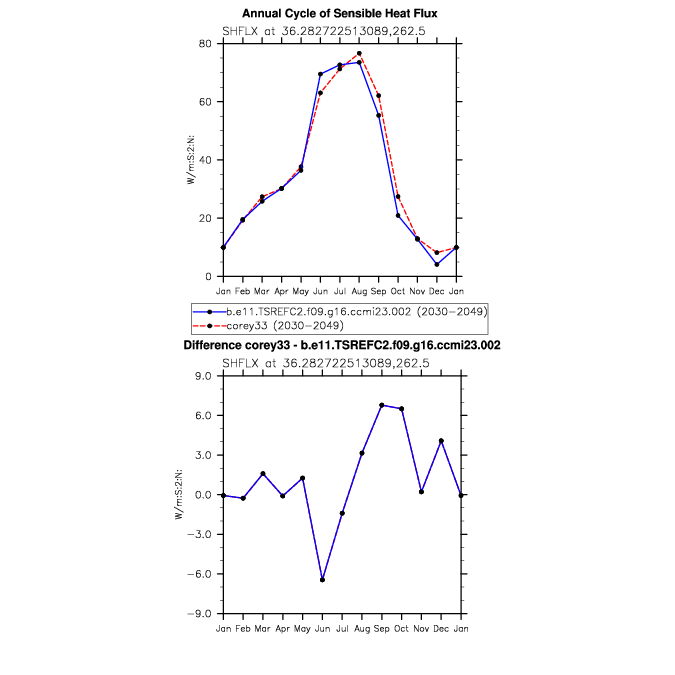 Annual Cycle of Sensible Heat Flux
SHFLX at 36.282722513089,262.5
80
60
40
20
0
W/m:S:2:N:
Jan Feb Mar Apr May Jun Jul Aug Sep Oct Nov Dec Jan
b.e11.TSREFC2.f09.g16.ccmi23.002 (2030-2049)
corey33 (2030-2049)
Difference corey33 - b.e11.TSREFC2.f09.g16.ccmi23.002
SHFLX at 36.282722513089,262.5
9.0
6.0
3.0
0.0
-3.0
-6.0
-9.0
W/m:S:2:N:
Jan Feb Mar Apr May Jun Jul Aug Sep Oct Nov Dec Jan